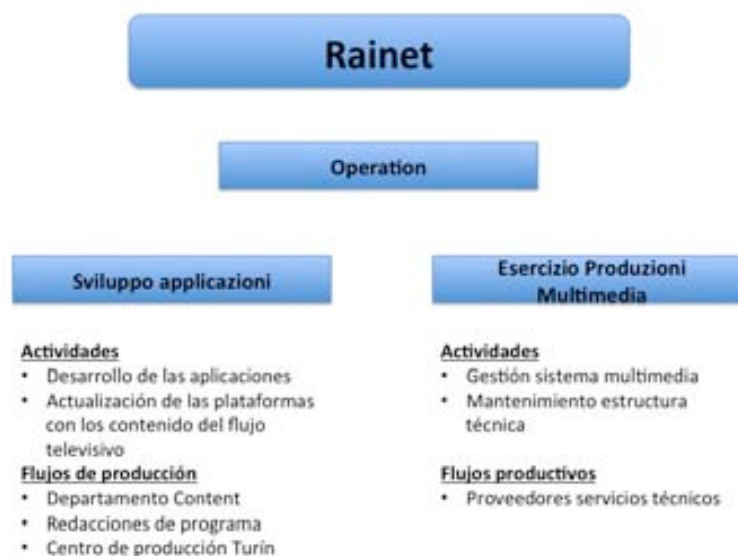 Rainet
Operation
Sviluppo applicazioni
Actividades
• Desarrollo de las aplicaciones
• Actualización de las plataformas
con los contenido del flujo
televisivo
Flujos de producción
• Departamento Content
• Redacciones de programa
• Centro de producción Turín
Esercizio Produzioni
Multimedia
Actividades
• Gestión sistema multimedia
• Mantenimiento estructura
técnica
Flujos productivos
• Proveedores servicios técnicos